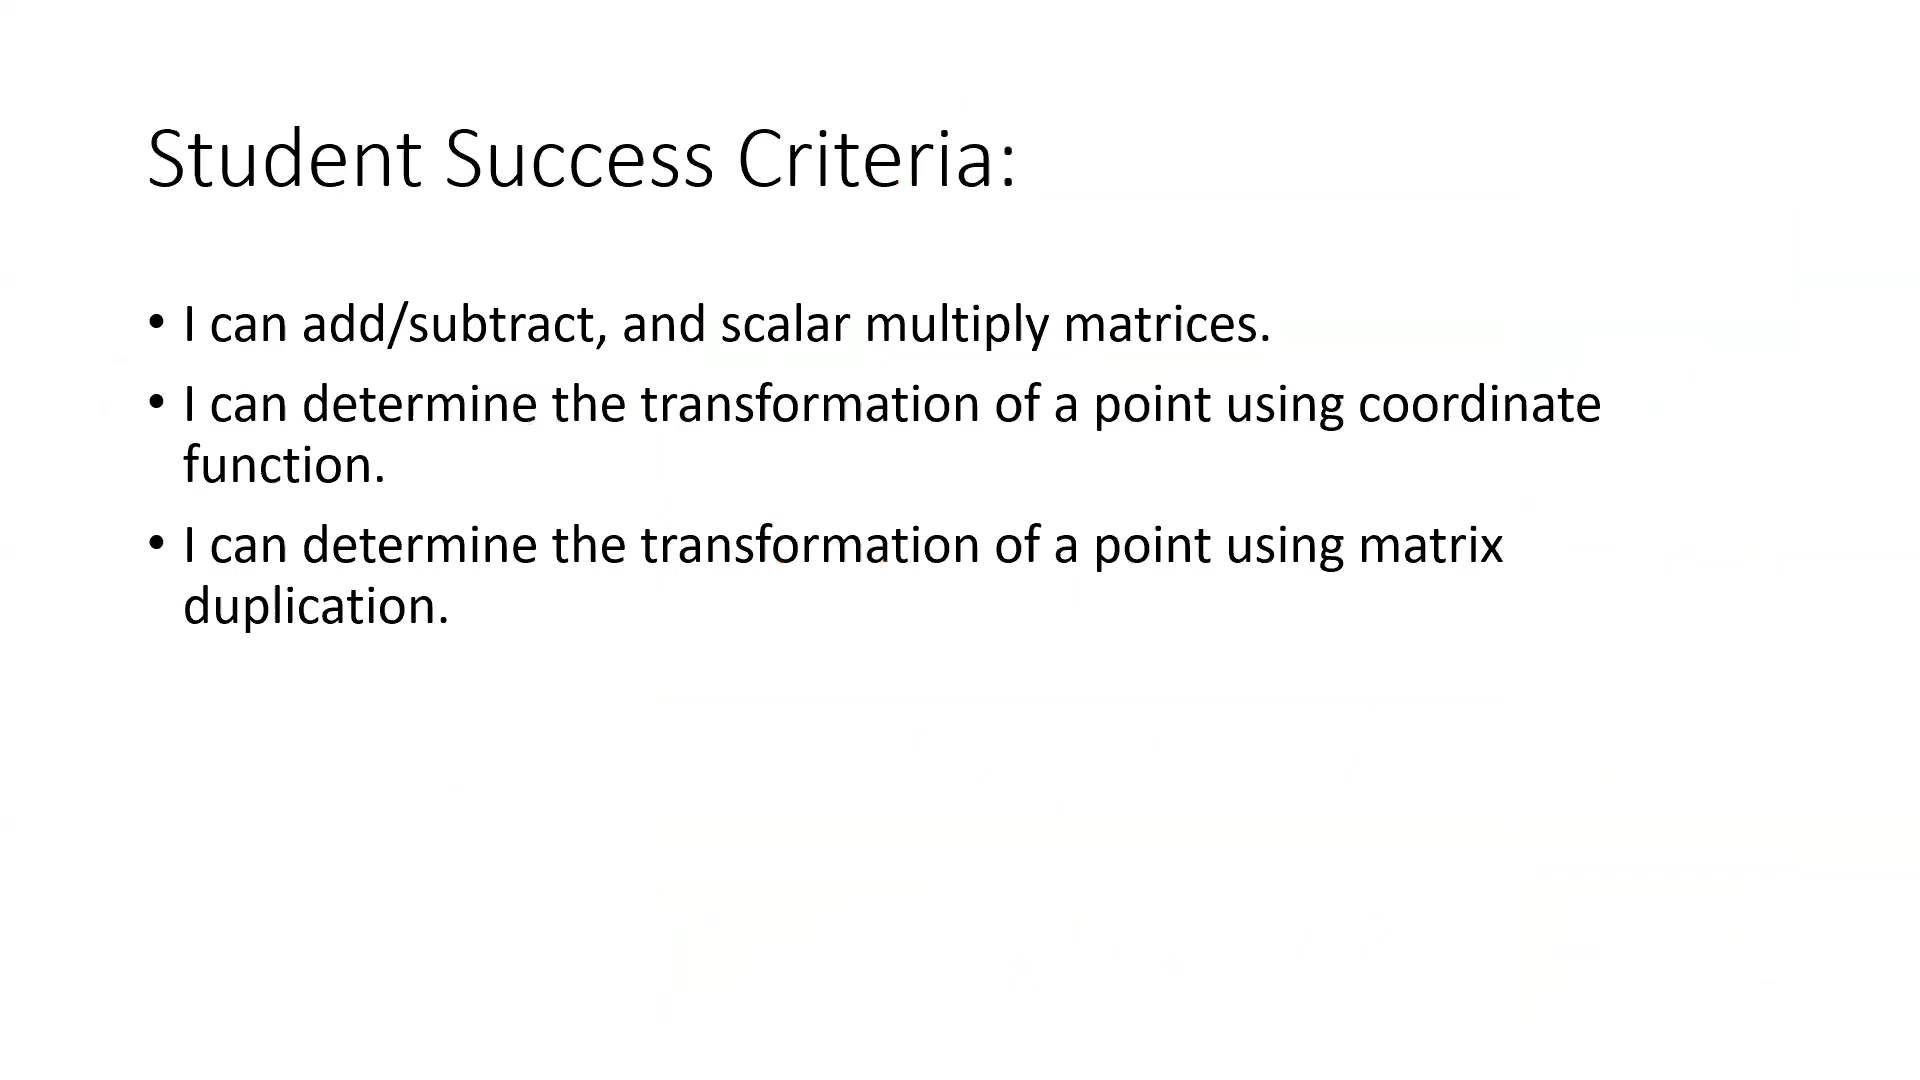 Student Success Criteria:
• I can add/subtract, and scalar multiply matrices.
• I can determine the transformation of a point using coordinate
function.
• I can determine the transformation of a point using matrix
duplication.